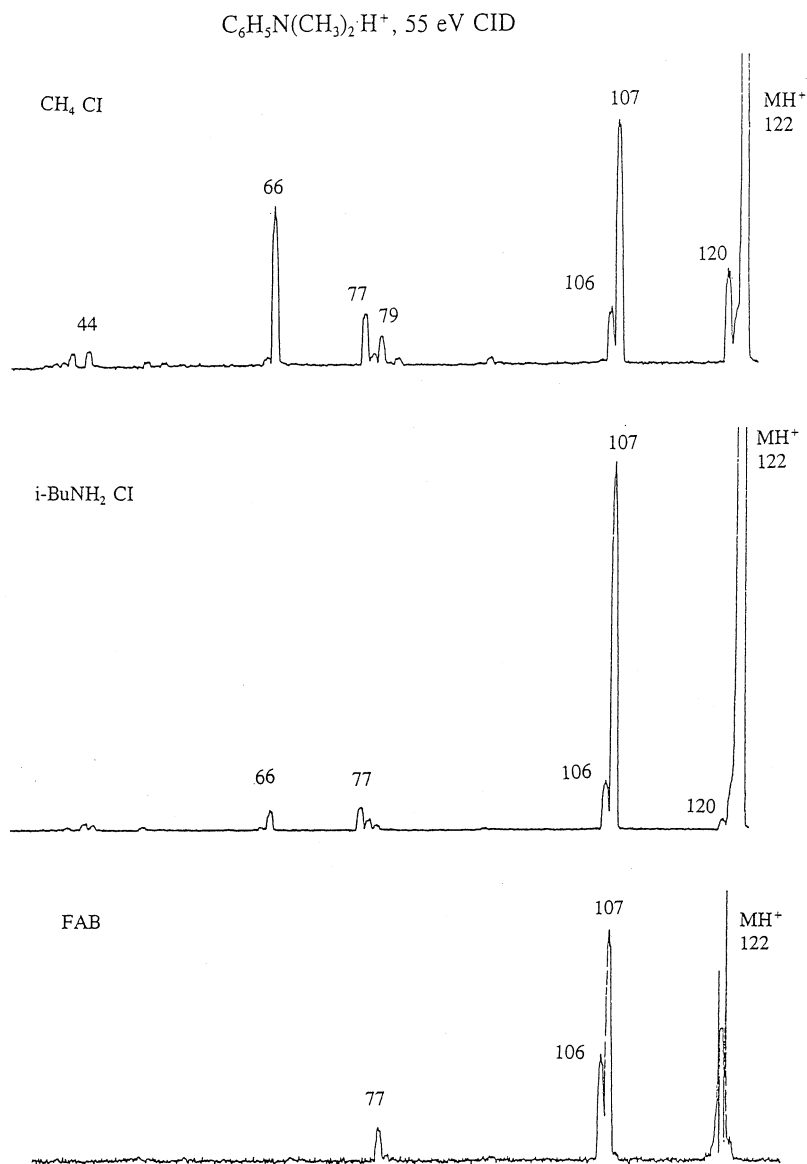 C₆H₅N(CH₃)₂·H⁺, 55 eV CID
CH₄ CI
107
MH⁺
122
66
120
106
77
79
44
107
MH⁺
122
i-BuNH₂ CI
106
66
77
120
107
FAB
MH⁺
122
106
77